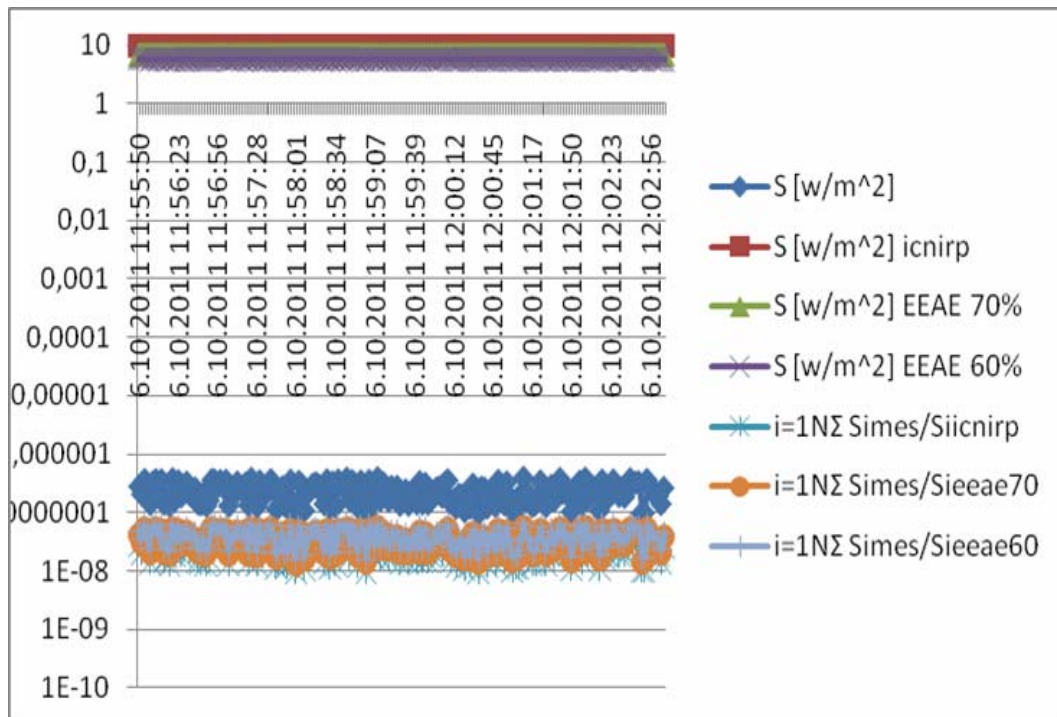 10
1
0,1
0,01
0,001
0,0001
0,00001
,000001
0000001
1E-08
1E-09
1E-10
6.10.2011 11:55:50
6.10.2011 11:56:23
6.10.2011 11:56:56
6.10.2011 11:57:28
6.10.2011 11:58:01
6.10.2011 11:58:34
6.10.2011 11:59:07
6.10.2011 11:59:39
6.10.2011 12:00:12
6.10.2011 12:00:45
6.10.2011 12:01:17
6.10.2011 12:01:50
6.10.2011 12:02:23
6.10.2011 12:02:56
S [w/m^2]
S [w/m^2] icnirp
S [w/m^2] EEAE 70%
S [w/m^2] EEAE 60%
i=1NΣ Simes/Siicnirp
i=1NΣ Simes/Sieeae70
i=1NΣ Simes/Sieeae60